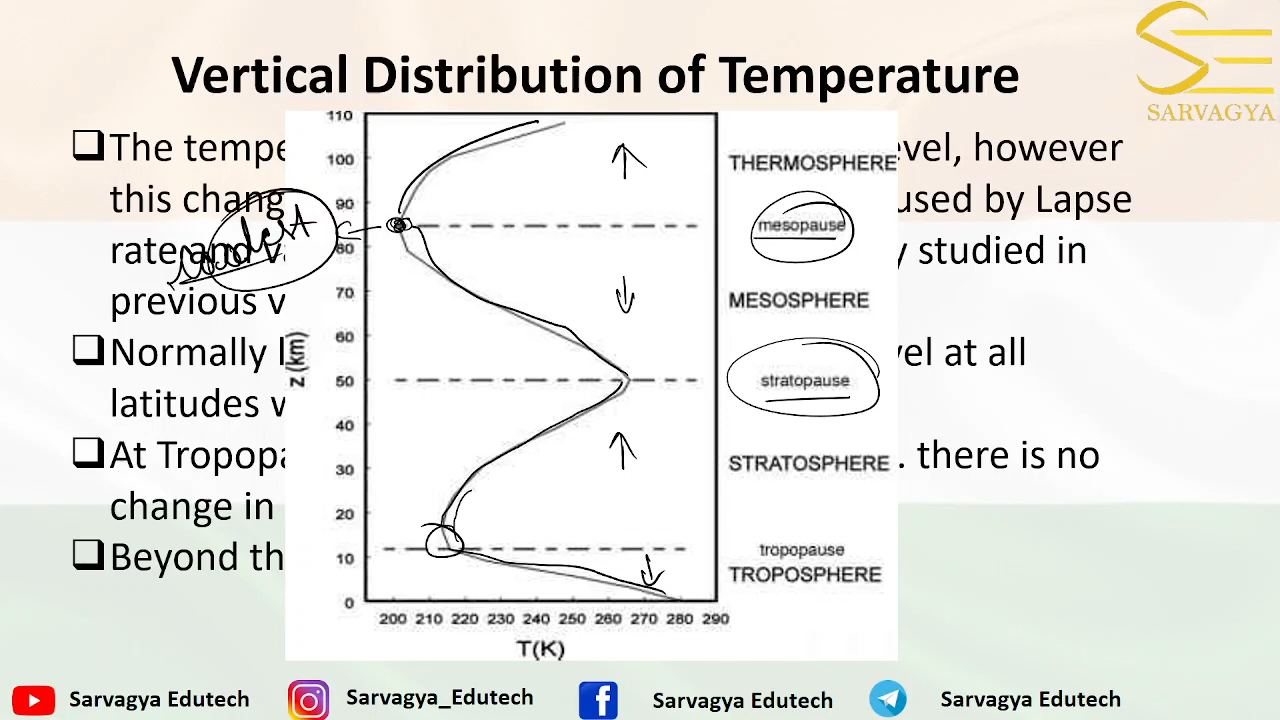 Vertical Distribution of Temperature
SARVAGYA
The tempe
evel, however
this chang
used by Lapse
rate and v
y studied in
previous v
Normally l
vel at all
latitudes w
At Tropopa
. there is no
change in
Beyond th
110
100
90
80
70
60
50
40
30
20
10
0
z (km)
200 210 220 230 240 250 260 270 280 290
T(K)
THERMOSPHERE
mesopause
MESOSPHERE
stratopause
STRATOSPHERE
tropopause
TROPOSPHERE
Sarvagya Edutech
Sarvagya_Edutech
Sarvagya Edutech
Sarvagya Edutech